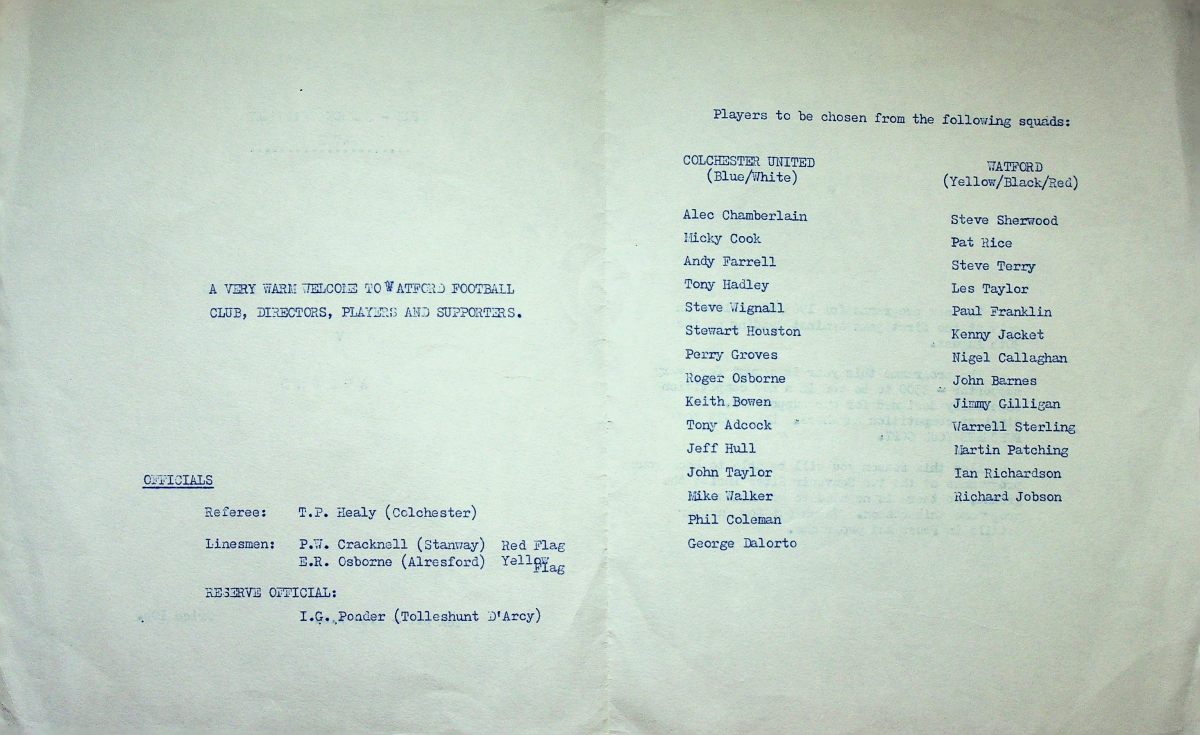 A VERY WARM WELCOME TO WATFORD FOOTBALL
CLUB, DIRECTORS, PLAYERS AND SUPPORTERS.
OFFICIALS
Referee: T.P. Healy (Colchester)
Linesmen: P.W. Cracknell (Stanway) Red Flag
E.R. Osborne (Alresford) Yellow Flag
RESERVE OFFICIAL:
I.G. Ponder (Tolleshunt D'Arcy)
Players to be chosen from the following squads:
COLCHESTER UNITED
(Blue/White)
Alec Chamberlain
Micky Cook
Andy Farrell
Tony Hadley
Steve Wignall
Stewart Houston
Perry Groves
Roger Osborne
Keith Bowen
Tony Adcock
Jeff Hull
John Taylor
Mike Walker
Phil Coleman
George Dalorto
WATFORD
(Yellow/Black/Red)
Steve Sherwood
Pat Rice
Steve Terry
Les Taylor
Paul Franklin
Kenny Jacket
Nigel Callaghan
John Barnes
Jimmy Gilligan
Warrell Sterling
Martin Patching
Ian Richardson
Richard Jobson